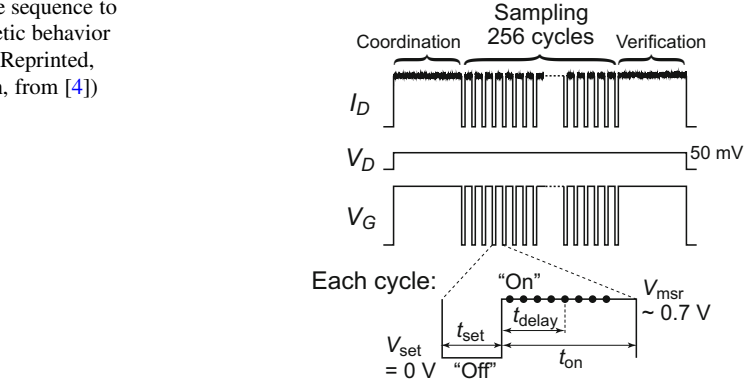 e sequence to
etic behavior
Reprinted,
n, from [4])
Sampling
256 cycles
Coordination
Verification
I_D
V_D
50 mV
V_G
Each cycle:
"On"
V_msr
~ 0.7 V
t_delay
t_set
V_set
= 0 V
"Off"
t_on